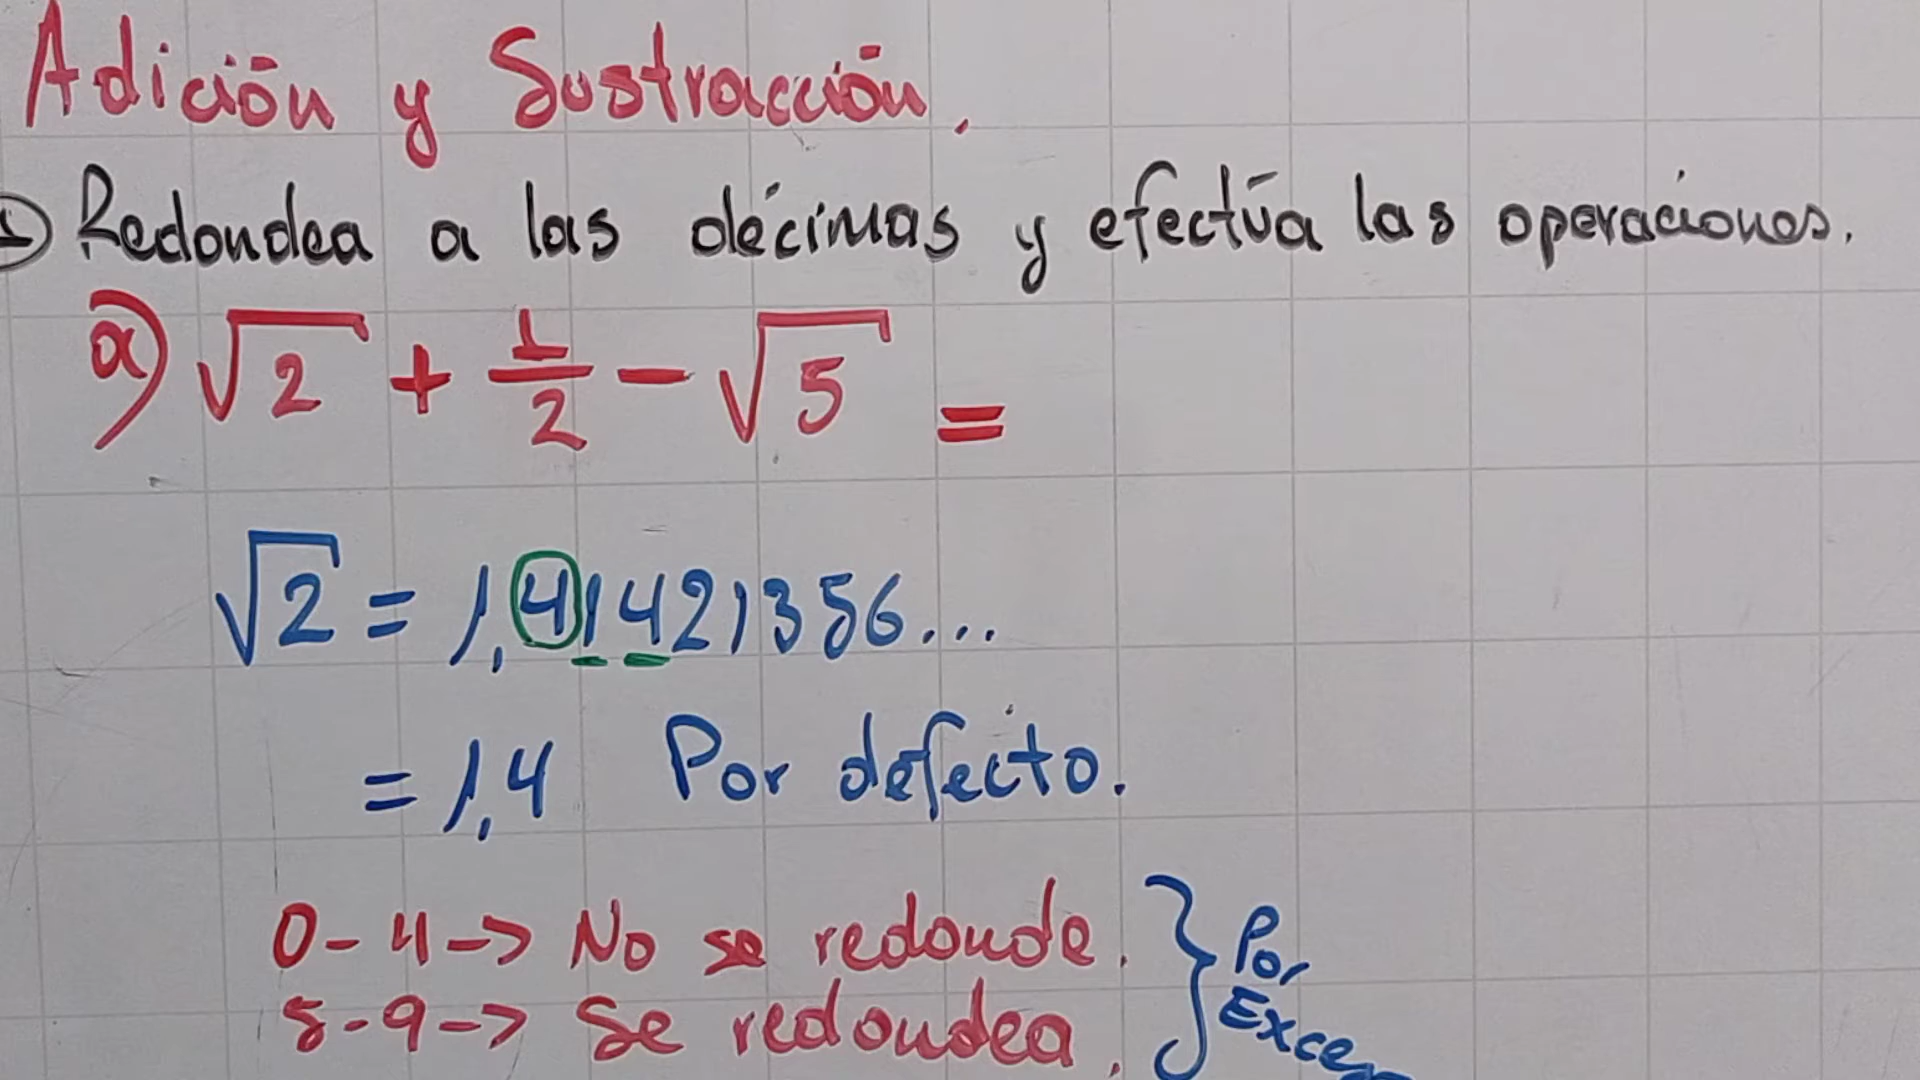 Adición y Sustracción.
1) Redondea a las décimas y efectúa las operaciones.
a) √2 + 1/2 - √5 =
√2 = 1,41421356...
= 1,4 Por defecto.
0-4-> No se redonde.
5-9-> Se redondea.
Por